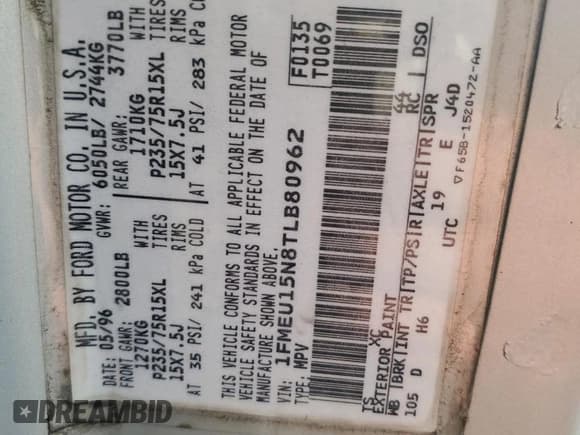 MFD. BY FORD MOTOR CO. IN U.S.A.
DATE: 05/96 GVWR: 6050LB/ 2744KG
FRONT GAWR: 2800LB REAR GAWR: 3770LB
1270KG WITH 1710KG WITH
P235/75R15XL TIRES P235/75R15XL TIRES
15X7.5J RIMS 15X7.5J RIMS
AT 35 PSI/ 241 kPa COLD AT 41 PSI/ 283 kPa COLD
THIS VEHICLE CONFORMS TO ALL APPLICABLE FEDERAL MOTOR
VEHICLE SAFETY STANDARDS IN EFFECT ON THE DATE OF
MANUFACTURE SHOWN ABOVE.
VIN: 1FMEU15N8TLB80962 F0135
TYPE: MPV T0069
TS XC 44
EXTERIOR PAINT RC DSO
WB BRK INT TR TP/PS R AXLE TR SPR
105 D H6 19 E J4D
UTC ▽ F65B-1520472-AA
DREAMBID